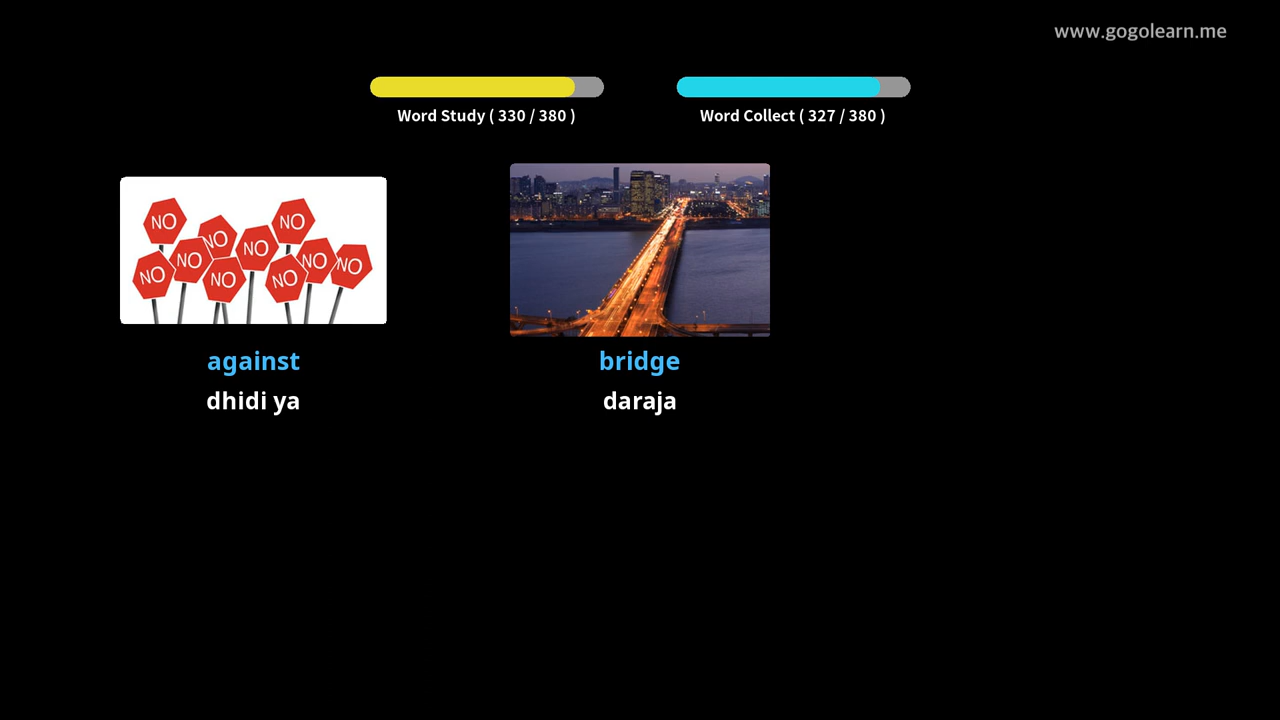 www.gogolearn.me
Word Study ( 330 / 380 )
Word Collect ( 327 / 380 )
NO
NO
NO
NO
NO
NO
NO
NO
NO
NO
against
dhidi ya
bridge
daraja